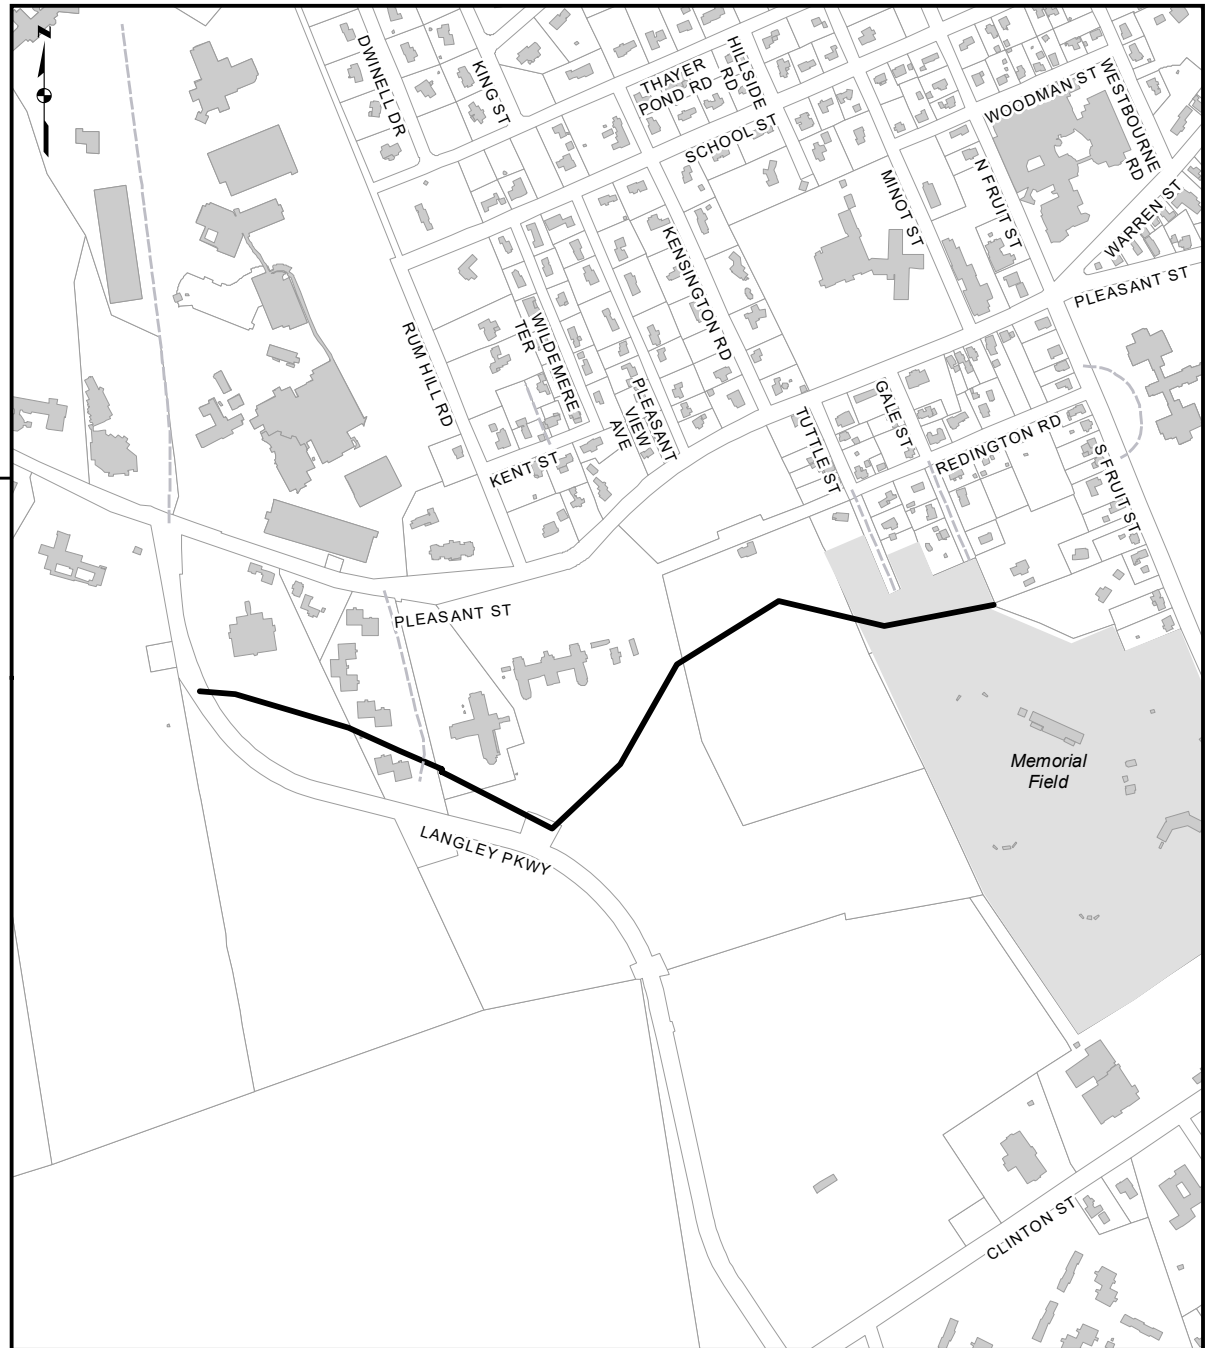 N
DWINELL DR
KING ST
THAYER
POND RD
HILLSIDE
RD
SCHOOL ST
WOODMAN ST
WESTBOURNE
RD
N FRUIT ST
MINOT ST
WARREN ST
PLEASANT ST
KENSINGTON RD
RUM HILL RD
WILDEMERE
TER
PLEASANT
VIEW
AVE
KENT ST
TUTTLE ST
GALE ST
REDINGTON RD
S FRUIT ST
PLEASANT ST
Memorial
Field
LANGLEY PKWY
CLINTON ST